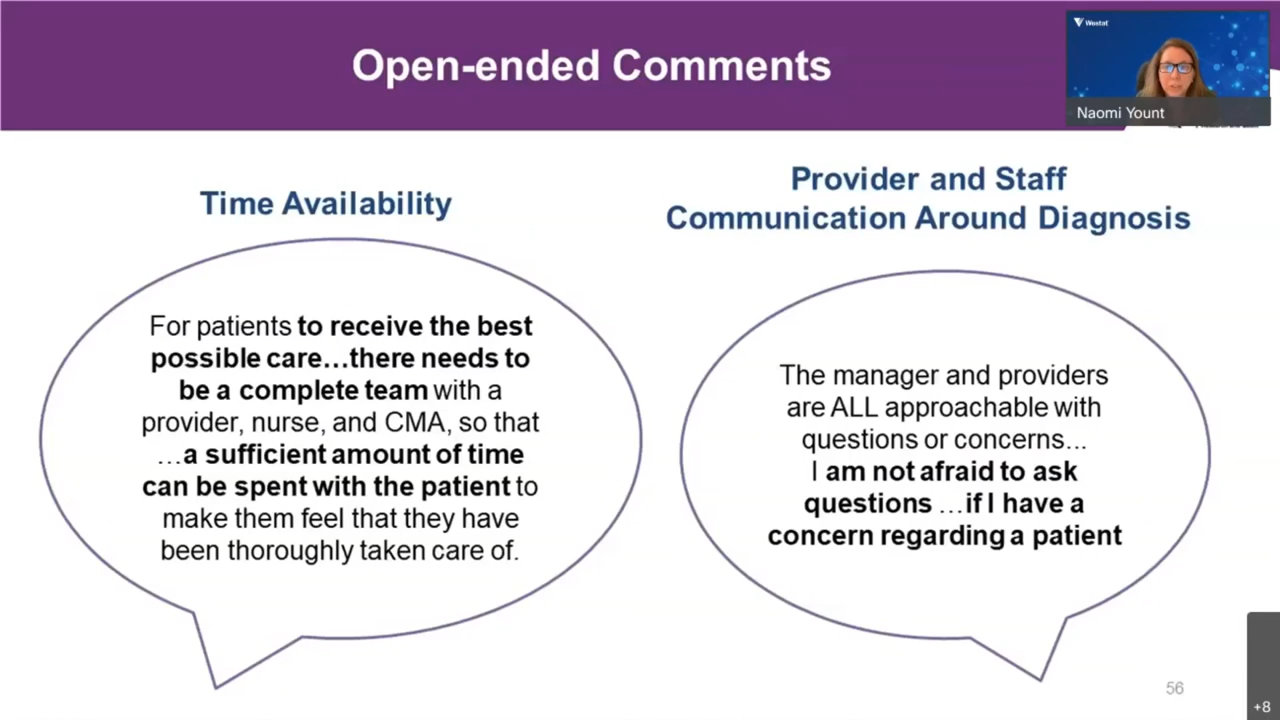 Open-ended Comments
Westat
Naomi Yount
Time Availability
For patients to receive the best
possible care…there needs to
be a complete team with a
provider, nurse, and CMA, so that
…a sufficient amount of time
can be spent with the patient to
make them feel that they have
been thoroughly taken care of.
Provider and Staff
Communication Around Diagnosis
The manager and providers
are ALL approachable with
questions or concerns…
I am not afraid to ask
questions …if I have a
concern regarding a patient
56
+8